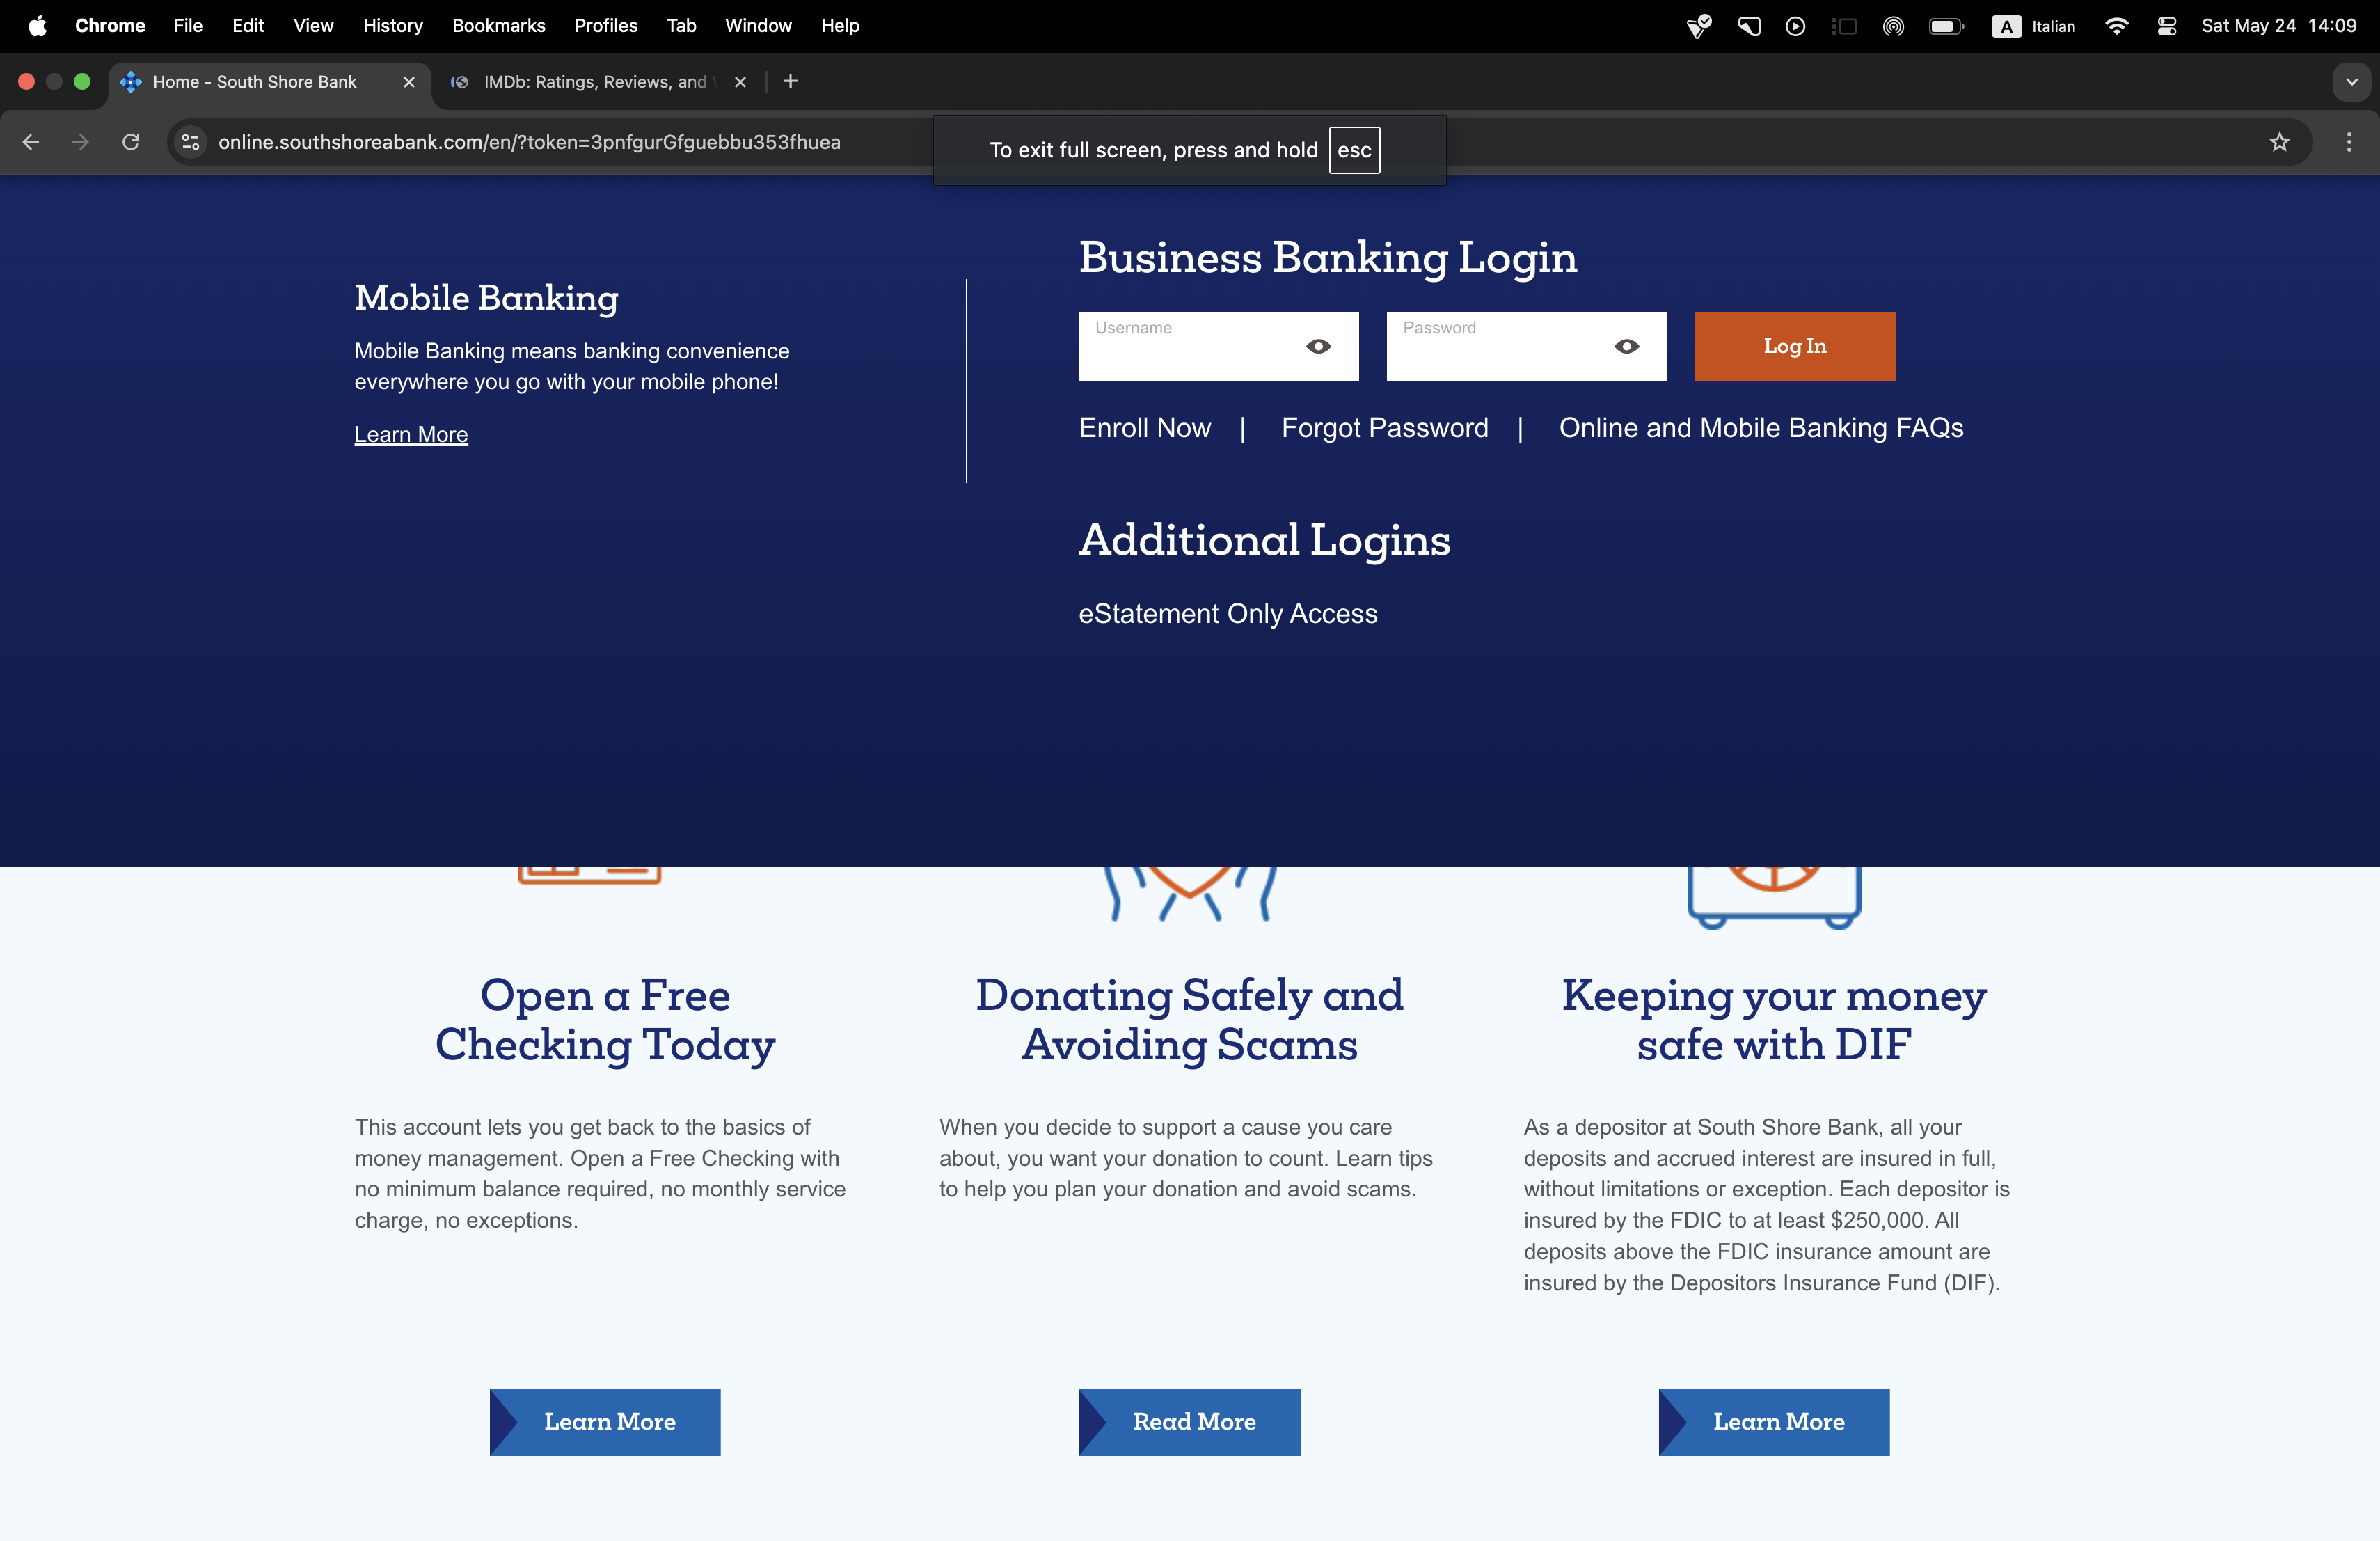 Chrome File Edit View History Bookmarks Profiles Tab Window Help
A Italian Sat May 24 14:09
Home - South Shore Bank
IMDb: Ratings, Reviews, and
online.southshoreabank.com/en/?token=3pnfgurGfguebbu353fhuea
To exit full screen, press and hold esc
Mobile Banking
Mobile Banking means banking convenience
everywhere you go with your mobile phone!
Learn More
Business Banking Login
Username
Password
Log In
Enroll Now | Forgot Password | Online and Mobile Banking FAQs
Additional Logins
eStatement Only Access
Open a Free
Checking Today
This account lets you get back to the basics of
money management. Open a Free Checking with
no minimum balance required, no monthly service
charge, no exceptions.
Learn More
Donating Safely and
Avoiding Scams
When you decide to support a cause you care
about, you want your donation to count. Learn tips
to help you plan your donation and avoid scams.
Read More
Keeping your money
safe with DIF
As a depositor at South Shore Bank, all your
deposits and accrued interest are insured in full,
without limitations or exception. Each depositor is
insured by the FDIC to at least $250,000. All
deposits above the FDIC insurance amount are
insured by the Depositors Insurance Fund (DIF).
Learn More